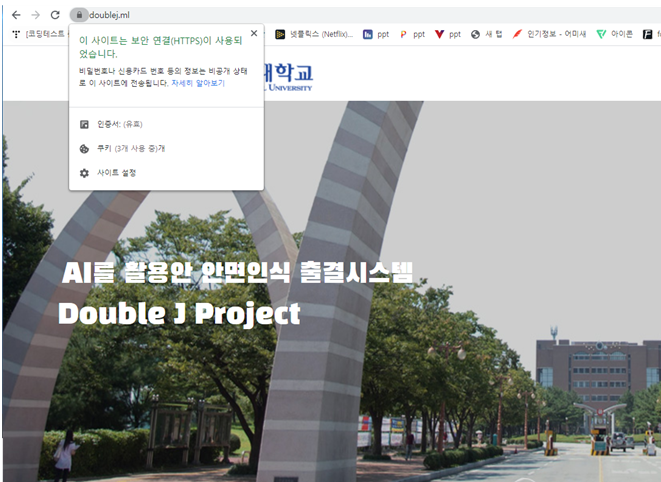 doublej.ml
[코딩테스트
넷플릭스 (Netflix)...
ppt
ppt
ppt
새 탭
인기정보 - 어미새
아이콘
이 사이트는 보안 연결(HTTPS)이 사용되
었습니다.
비밀번호나 신용카드 번호 등의 정보는 비공개 상태
로 이 사이트에 전송됩니다. 자세히 알아보기
인증서: (유효)
쿠키 (3개 사용 중)개
사이트 설정
대학교
UNIVERSITY
AI를 활용안 안면인식 출결시스템
Double J Project